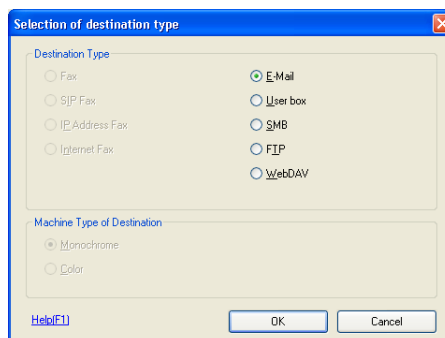 Selection of destination type
Destination Type
Fax
SIP Fax
IP Address Fax
Internet Fax
E-Mail
User box
SMB
FTP
WebDAV
Machine Type of Destination
Monochrome
Color
Help(F1)
OK
Cancel